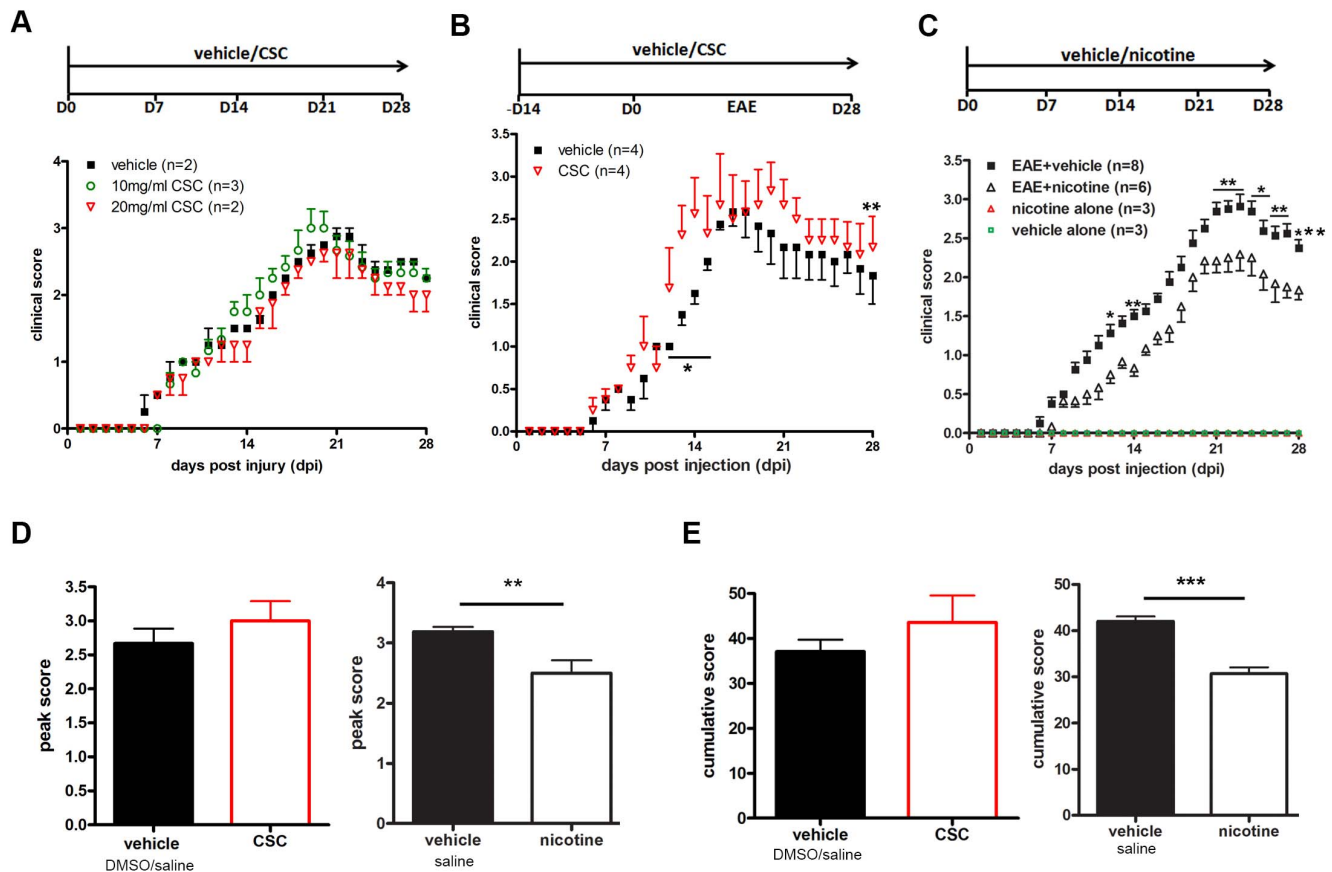 A
vehicle/CSC
D0 D7 D14 D21 D28
4
3
2
1
0
vehicle (n=2)
10mg/ml CSC (n=3)
20mg/ml CSC (n=2)
clinical score
0 7 14 21 28
days post injury (dpi)
B
vehicle/CSC
-D14 D0 EAE D28
3.5
3.0
2.5
2.0
1.5
1.0
0.5
0.0
vehicle (n=4)
CSC (n=4)
**
*
clinical score
0 7 14 21 28
days post injection (dpi)
C
vehicle/nicotine
D0 D7 D14 D21 D28
3.5
3.0
2.5
2.0
1.5
1.0
0.5
0.0
EAE+vehicle (n=8)
EAE+nicotine (n=6)
nicotine alone (n=3)
vehicle alone (n=3)
* ** ** * ** ***
clinical score
0 7 14 21 28
days post injection (dpi)
D
3.5
3.0
2.5
2.0
1.5
1.0
0.5
0.0
peak score
vehicle CSC
DMSO/saline
4
3
2
1
0
**
peak score
vehicle nicotine
saline
E
50
40
30
20
10
0
cumulative score
vehicle CSC
DMSO/saline
50
40
30
20
10
0
***
cumulative score
vehicle nicotine
saline